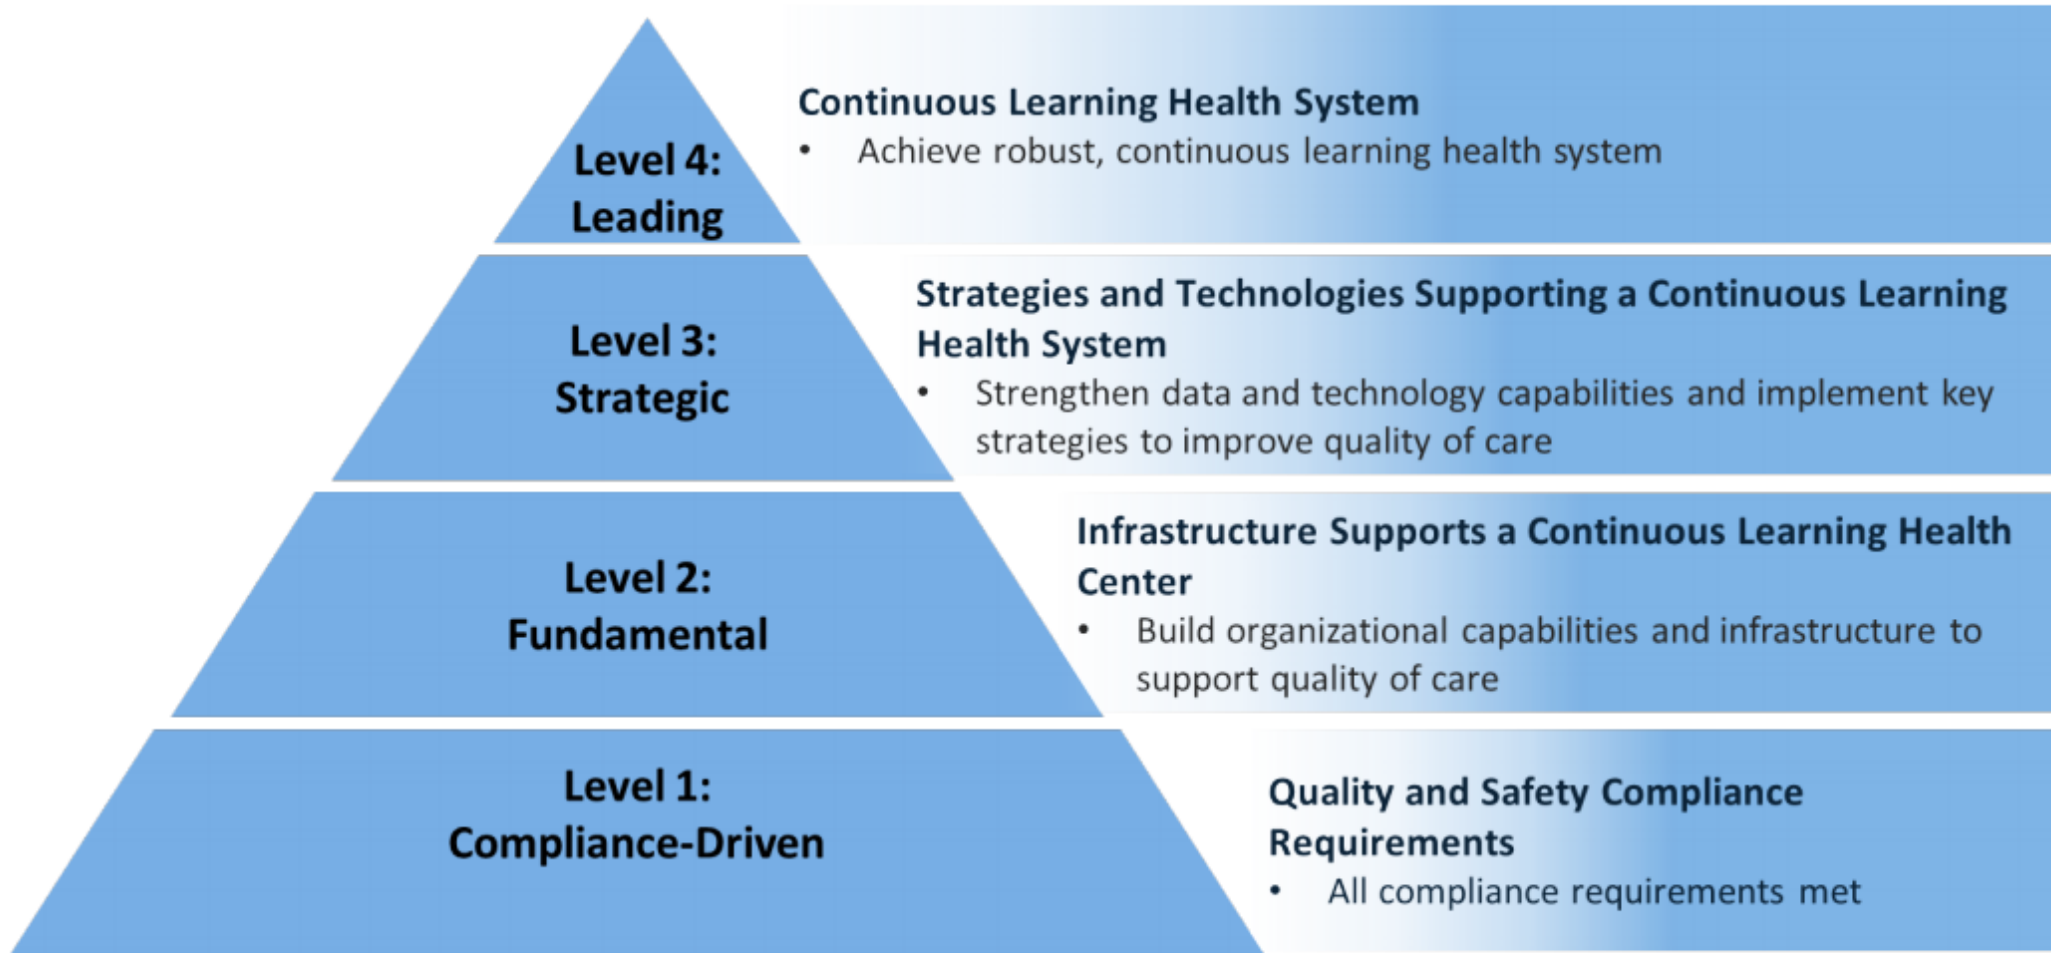 Level 4:
Leading
Continuous Learning Health System
• Achieve robust, continuous learning health system
Level 3:
Strategic
Strategies and Technologies Supporting a Continuous Learning
Health System
• Strengthen data and technology capabilities and implement key
strategies to improve quality of care
Level 2:
Fundamental
Infrastructure Supports a Continuous Learning Health
Center
• Build organizational capabilities and infrastructure to
support quality of care
Level 1:
Compliance-Driven
Quality and Safety Compliance
Requirements
• All compliance requirements met